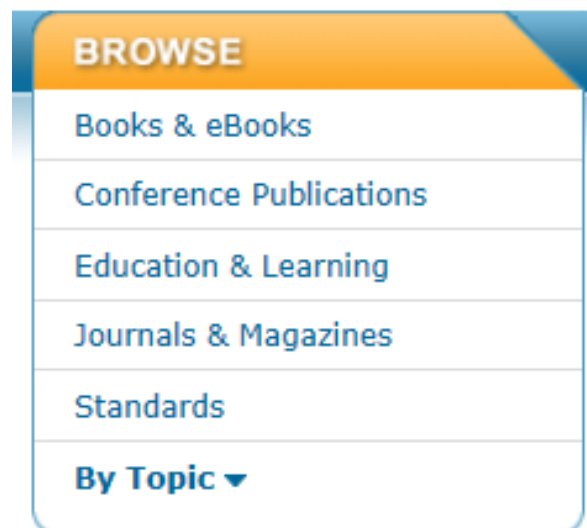 BROWSE
Books & eBooks
Conference Publications
Education & Learning
Journals & Magazines
Standards
By Topic